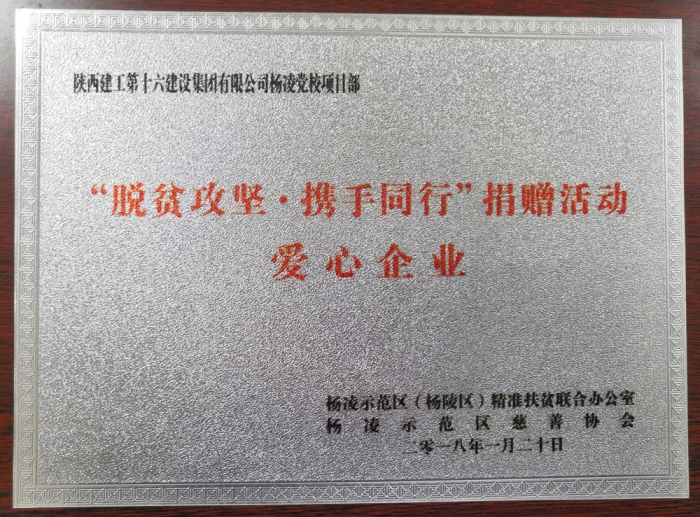 陕西建工第十六建设集团有限公司杨凌党校项目部
“脱贫攻坚·携手同行”捐赠活动
爱心企业
杨凌示范区（杨陵区）精准扶贫联合办公室
杨凌示范区慈善协会
二零一八年一月二十日